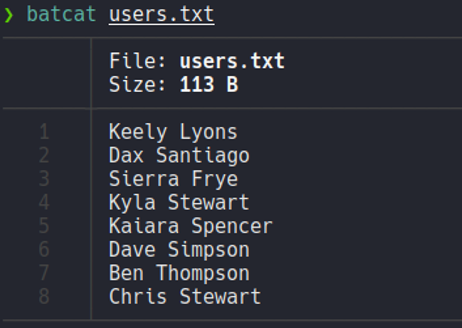 ❯ batcat users.txt
File: users.txt
Size: 113 B
1 Keely Lyons
2 Dax Santiago
3 Sierra Frye
4 Kyla Stewart
5 Kaiara Spencer
6 Dave Simpson
7 Ben Thompson
8 Chris Stewart